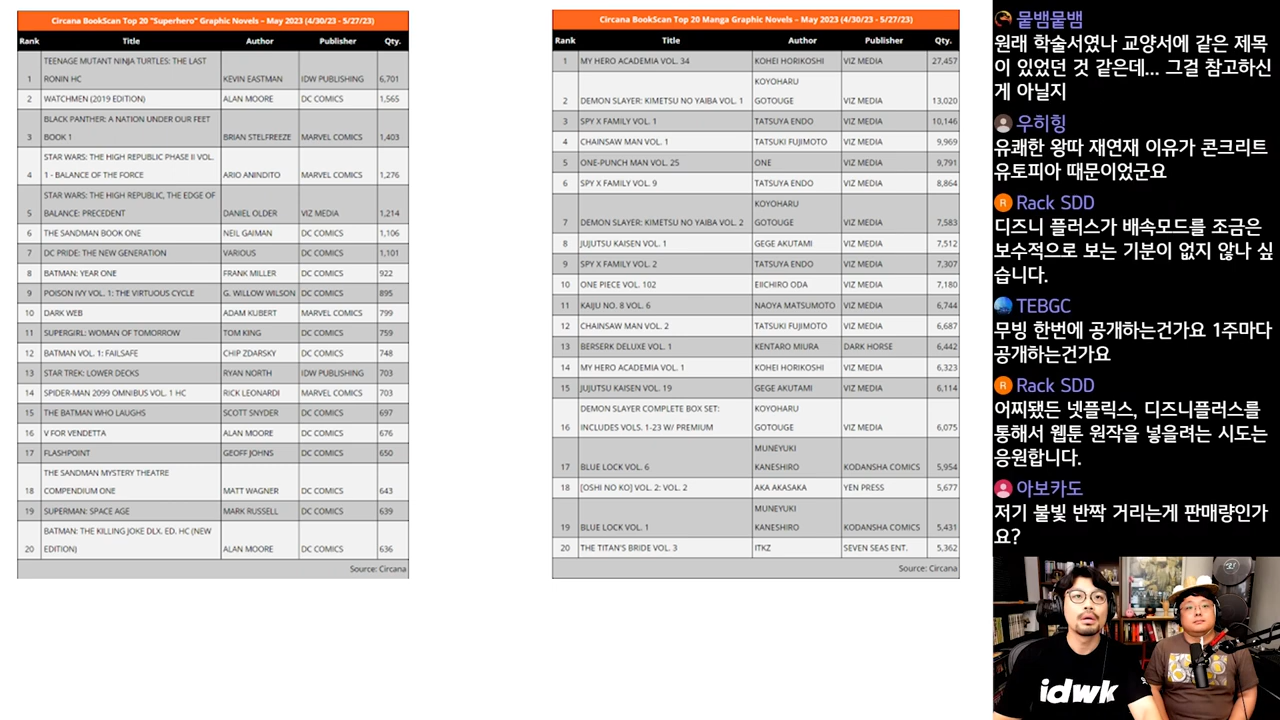 Circana BookScan Top 20 "Superhero" Graphic Novels – May 2023 (4/30/23 - 5/27/23)
Rank Title Author Publisher Qty.
1 TEENAGE MUTANT NINJA TURTLES: THE LAST
RONIN HC KEVIN EASTMAN IDW PUBLISHING 6,701
2 WATCHMEN (2019 EDITION) ALAN MOORE DC COMICS 1,565
3 BLACK PANTHER: A NATION UNDER OUR FEET
BOOK 1 BRIAN STELFREEZE MARVEL COMICS 1,403
4 STAR WARS: THE HIGH REPUBLIC PHASE II VOL.
1 - BALANCE OF THE FORCE ARIO ANINDITO MARVEL COMICS 1,276
5 STAR WARS: THE HIGH REPUBLIC, THE EDGE OF
BALANCE: PRECEDENT DANIEL OLDER VIZ MEDIA 1,214
6 THE SANDMAN BOOK ONE NEIL GAIMAN DC COMICS 1,106
7 DC PRIDE: THE NEW GENERATION VARIOUS DC COMICS 1,101
8 BATMAN: YEAR ONE FRANK MILLER DC COMICS 922
9 POISON IVY VOL. 1: THE VIRTUOUS CYCLE G. WILLOW WILSON DC COMICS 895
10 DARK WEB ADAM KUBERT MARVEL COMICS 799
11 SUPERGIRL: WOMAN OF TOMORROW TOM KING DC COMICS 759
12 BATMAN VOL. 1: FAILSAFE CHIP ZDARSKY DC COMICS 748
13 STAR TREK: LOWER DECKS RYAN NORTH IDW PUBLISHING 703
14 SPIDER-MAN 2099 OMNIBUS VOL. 1 HC RICK LEONARDI MARVEL COMICS 703
15 THE BATMAN WHO LAUGHS SCOTT SNYDER DC COMICS 697
16 V FOR VENDETTA ALAN MOORE DC COMICS 676
17 FLASHPOINT GEOFF JOHNS DC COMICS 650
18 THE SANDMAN MYSTERY THEATRE
COMPENDIUM ONE MATT WAGNER DC COMICS 643
19 SUPERMAN: SPACE AGE MARK RUSSELL DC COMICS 639
20 BATMAN: THE KILLING JOKE DLX. ED. HC (NEW
EDITION) ALAN MOORE DC COMICS 636
Source: Circana
Circana BookScan Top 20 Manga Graphic Novels – May 2023 (4/30/23 - 5/27/23)
Rank Title Author Publisher Qty.
1 MY HERO ACADEMIA VOL. 34 KOHEI HORIKOSHI VIZ MEDIA 27,457
KOYOHARU
2 DEMON SLAYER: KIMETSU NO YAIBA VOL. 1 GOTOUGE VIZ MEDIA 13,020
3 SPY X FAMILY VOL. 1 TATSUYA ENDO VIZ MEDIA 10,146
4 CHAINSAW MAN VOL. 1 TATSUKI FUJIMOTO VIZ MEDIA 9,969
5 ONE-PUNCH MAN VOL. 25 ONE VIZ MEDIA 9,791
6 SPY X FAMILY VOL. 9 TATSUYA ENDO VIZ MEDIA 8,864
KOYOHARU
7 DEMON SLAYER: KIMETSU NO YAIBA VOL. 2 GOTOUGE VIZ MEDIA 7,583
8 JUJUTSU KAISEN VOL. 1 GEGE AKUTAMI VIZ MEDIA 7,512
9 SPY X FAMILY VOL. 2 TATSUYA ENDO VIZ MEDIA 7,307
10 ONE PIECE VOL. 102 EIICHIRO ODA VIZ MEDIA 7,180
11 KAIJU NO. 8 VOL. 6 NAOYA MATSUMOTO VIZ MEDIA 6,744
12 CHAINSAW MAN VOL. 2 TATSUKI FUJIMOTO VIZ MEDIA 6,687
13 BERSERK DELUXE VOL. 1 KENTARO MIURA DARK HORSE 6,442
14 MY HERO ACADEMIA VOL. 1 KOHEI HORIKOSHI VIZ MEDIA 6,323
15 JUJUTSU KAISEN VOL. 19 GEGE AKUTAMI VIZ MEDIA 6,114
DEMON SLAYER COMPLETE BOX SET: KOYOHARU
16 INCLUDES VOLS. 1-23 W/ PREMIUM GOTOUGE VIZ MEDIA 6,075
MUNEYUKI
17 BLUE LOCK VOL. 6 KANESHIRO KODANSHA COMICS 5,954
18 [OSHI NO KO] VOL. 2: VOL. 2 AKA AKASAKA YEN PRESS 5,677
MUNEYUKI
19 BLUE LOCK VOL. 1 KANESHIRO KODANSHA COMICS 5,431
20 THE TITAN'S BRIDE VOL. 3 ITKZ SEVEN SEAS ENT. 5,362
Source: Circana
뭍뱀뭍뱀
원래 학술서였나 교양서에 같은 제목
이 있었던 것 같은데... 그걸 참고하신
게 아닐지
우히힝
유쾌한 왕따 재연재 이유가 콘크리트
유토피아 때문이었군요
R Rack SDD
디즈니 플러스가 배속모드를 조금은
보수적으로 보는 기분이 없지 않나 싶
습니다.
TEBGC
무빙 한번에 공개하는건가요 1주마다
공개하는건가요
R Rack SDD
어찌됐든 넷플릭스, 디즈니플러스를
통해서 웹툰 원작을 넣을려는 시도는
응원합니다.
아보카도
저기 불빛 반짝 거리는게 판매량인가
요?
idwk